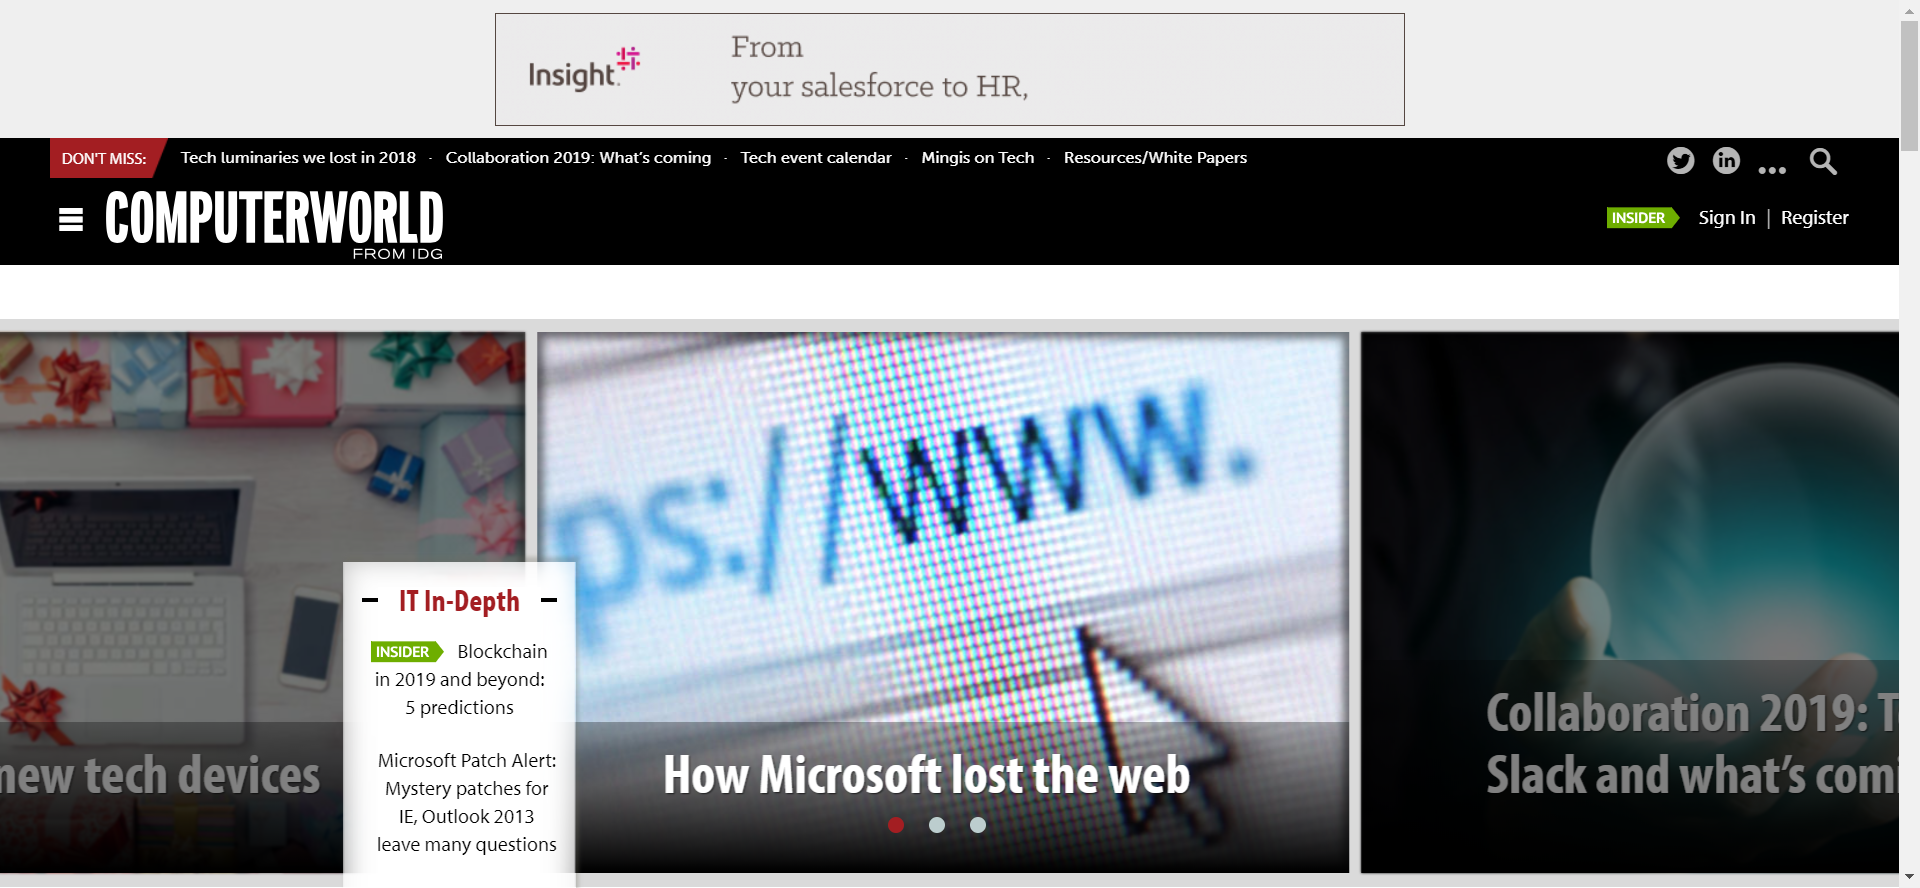 Insight.
From
your salesforce to HR,
DON'T MISS:
Tech luminaries we lost in 2018 · Collaboration 2019: What's coming · Tech event calendar · Mingis on Tech · Resources/White Papers
COMPUTERWORLD
FROM IDG
INSIDER Sign In | Register
ps://www.
new tech devices
IT In-Depth
INSIDER Blockchain
in 2019 and beyond:
5 predictions
Microsoft Patch Alert:
Mystery patches for
IE, Outlook 2013
leave many questions
How Microsoft lost the web
Collaboration 2019: T
Slack and what's comi